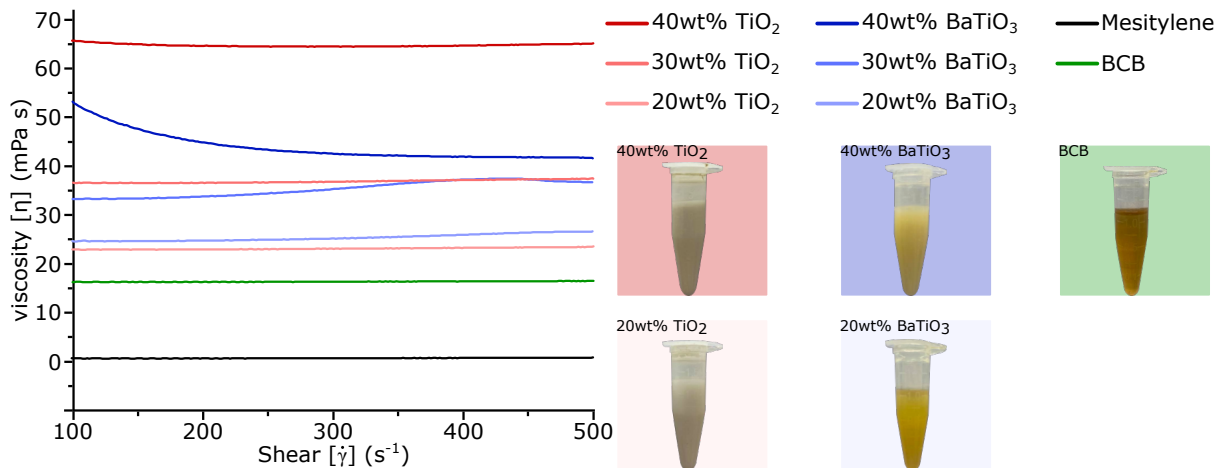 70
60
50
40
30
20
10
0
viscosity [η] (mPa s)
100
200
300
400
500
Shear [γ̇] (s⁻¹)
40wt% TiO₂
40wt% BaTiO₃
Mesitylene
30wt% TiO₂
30wt% BaTiO₃
BCB
20wt% TiO₂
20wt% BaTiO₃
40wt% TiO₂
40wt% BaTiO₃
BCB
20wt% TiO₂
20wt% BaTiO₃